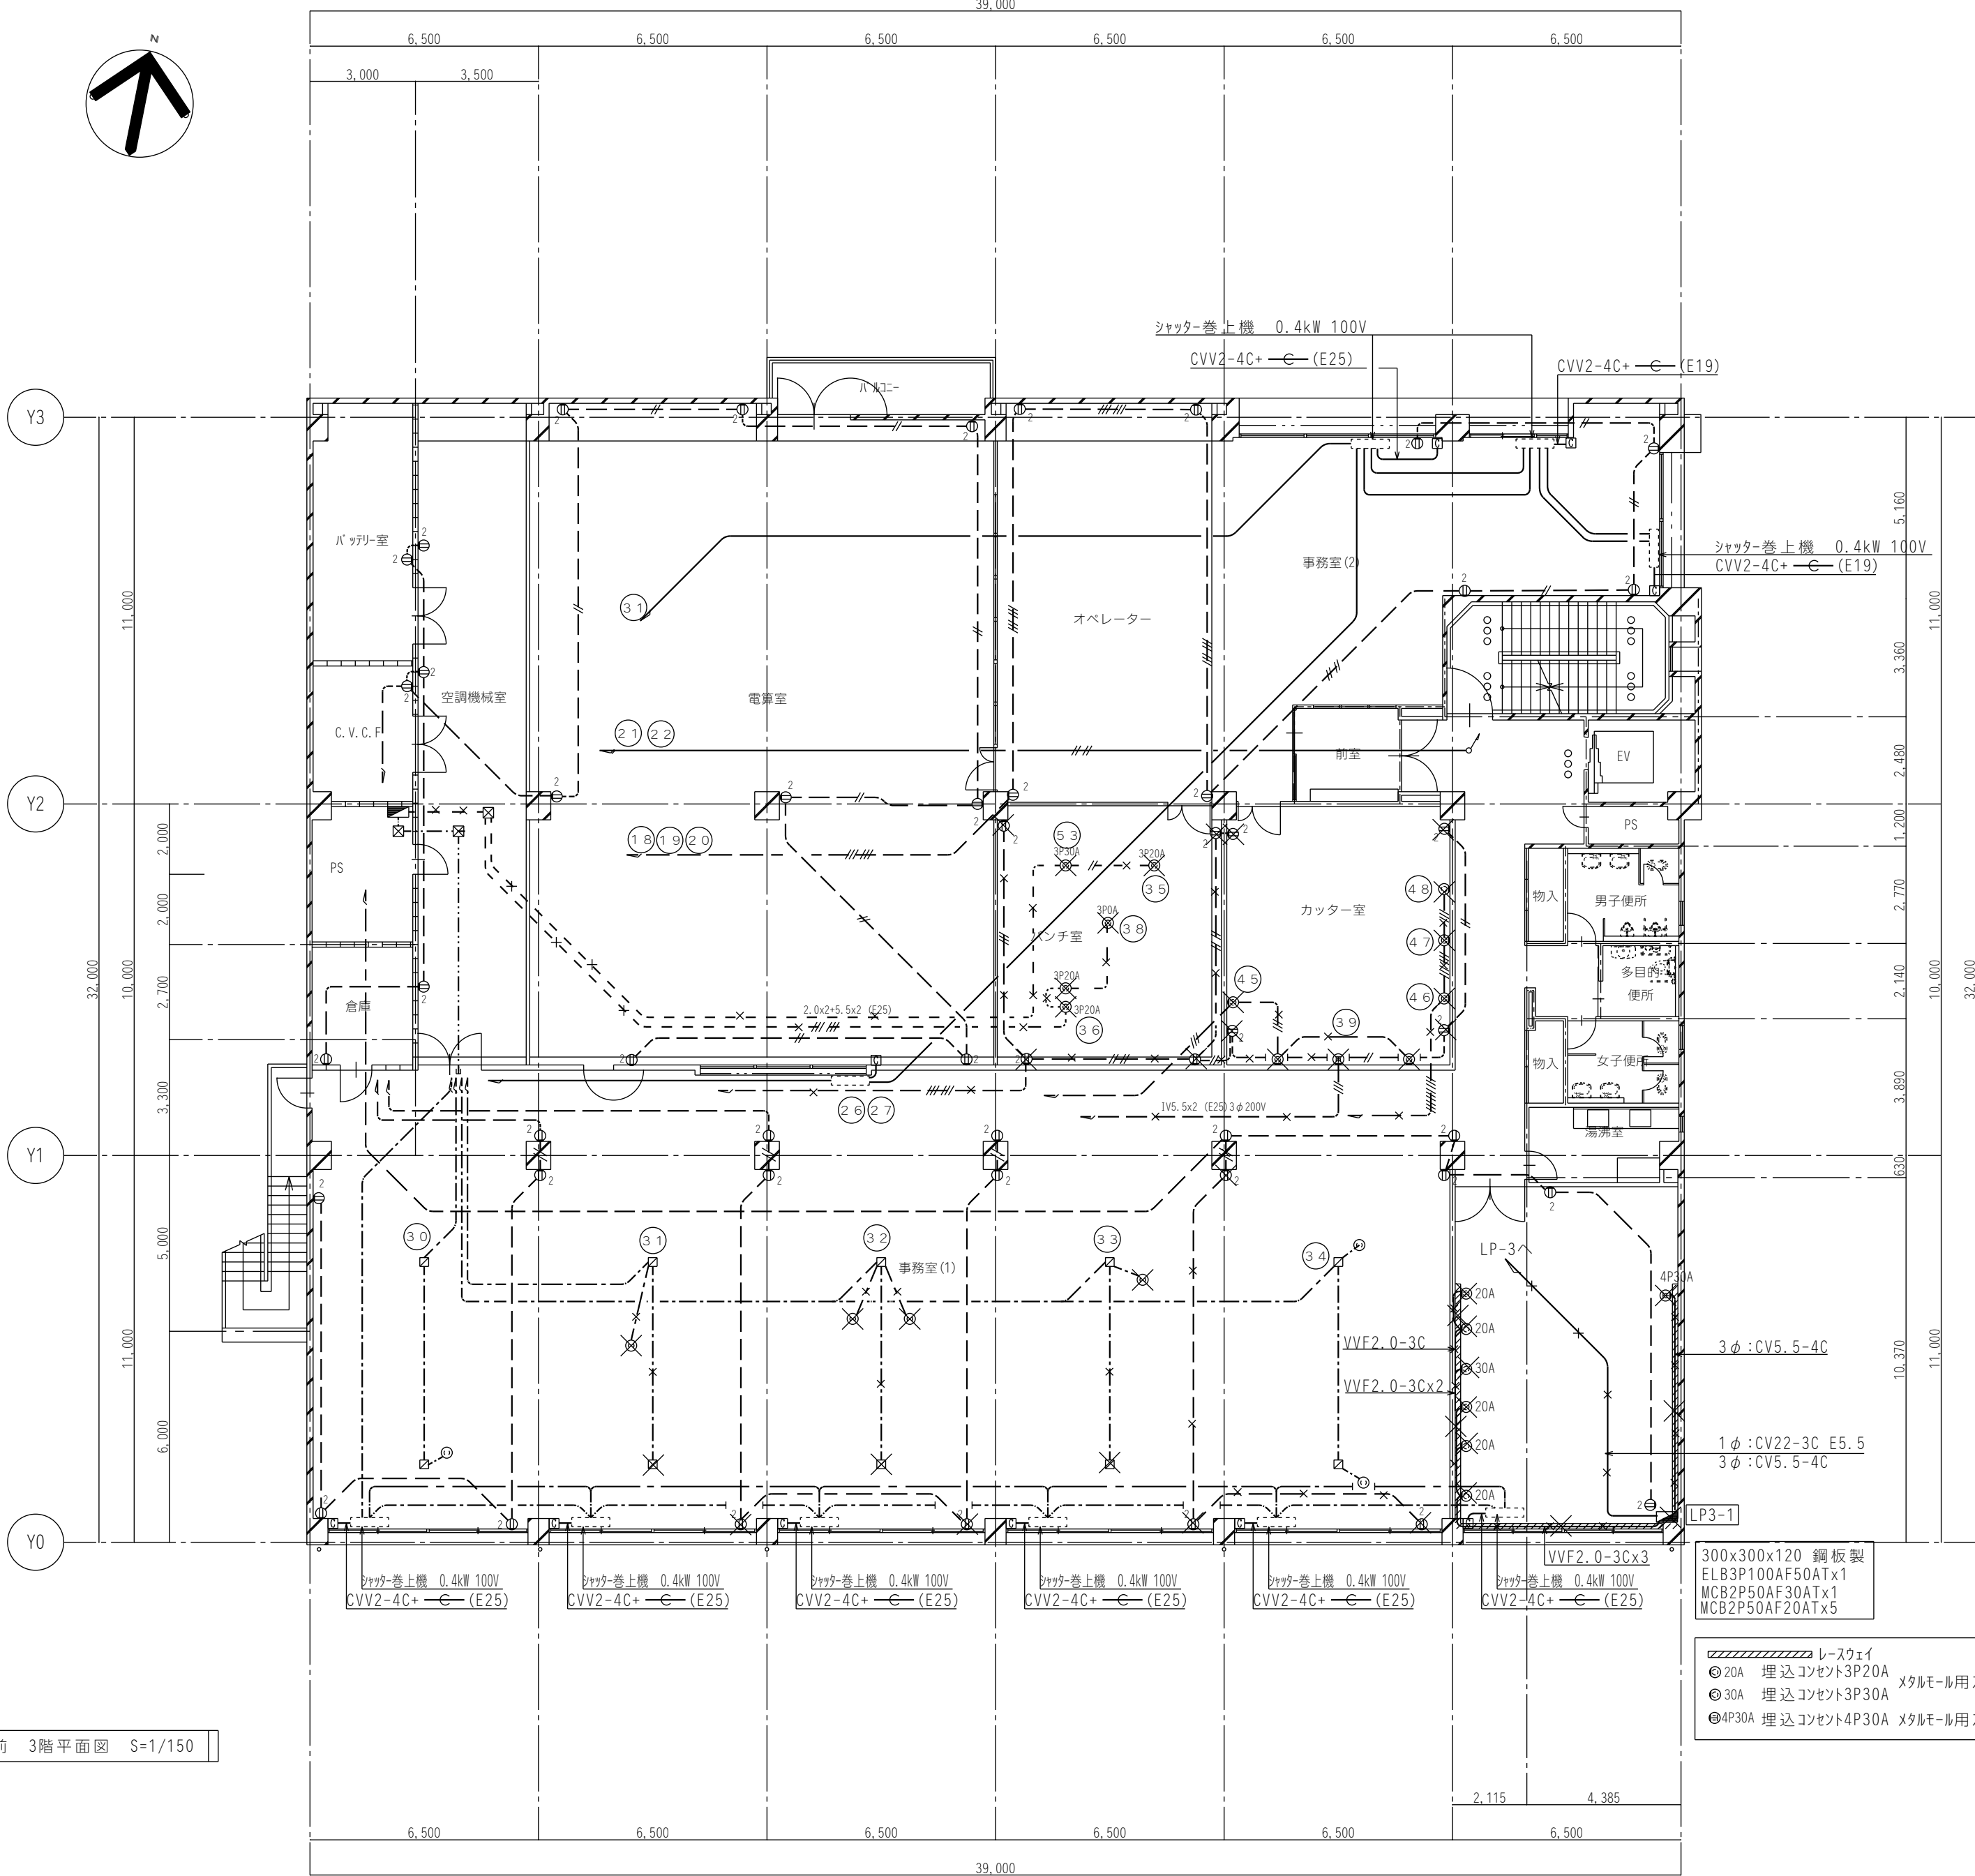 39,000
6,500 6,500 6,500 6,500 6,500 6,500
3,000 3,500
N
シャッター巻上機 0.4kW 100V
CVV2-4C+ C (E25)
CVV2-4C+ C (E19)
バルコニー
Y3
バッテリー室
事務室(2)
シャッター巻上機 0.4kW 100V
CVV2-4C+ C (E19)
31
オペレーター
空調機械室
電算室
C.V.C.F
21 22
前室
EV
Y2
PS
18 19 20
53
3P30A
3P20A
35
PS
48
カッター室
物入
男子便所
3P0A
38
パンチ室
47
3P20A
45
46
多目的
便所
倉庫
2.0x2+5.5x2 (E25)
3P20A
36
39
物入
女子便所
26 27
IV5.5x2 (E25)3φ200V
湯沸室
Y1
30 31 32 33 34
事務室(1)
LP-3へ
4P30A
20A
20A
30A
20A
20A
20A
VVF2.0-3C
VVF2.0-3Cx2
3φ:CV5.5-4C
1φ:CV22-3C E5.5
3φ:CV5.5-4C
LP3-1
Y0
VVF2.0-3Cx3
シャッター巻上機 0.4kW 100V
CVV2-4C+ C (E25)
シャッター巻上機 0.4kW 100V
CVV2-4C+ C (E25)
シャッター巻上機 0.4kW 100V
CVV2-4C+ C (E25)
シャッター巻上機 0.4kW 100V
CVV2-4C+ C (E25)
シャッター巻上機 0.4kW 100V
CVV2-4C+ C (E25)
シャッター巻上機 0.4kW 100V
CVV2-4C+ C (E25)
300x300x120 鋼板製
ELB3P100AF50ATx1
MCB2P50AF30ATx1
MCB2P50AF20ATx5
レースウェイ
20A 埋込コンセント3P20A メタルモール用
30A 埋込コンセント3P30A
4P30A 埋込コンセント4P30A メタルモール用
前 3階平面図 S=1/150
32,000
11,000
10,000
11,000
2,000
2,000
2,700
3,300
5,000
6,000
5,160
3,360
2,480
1,200
2,770
2,140
3,890
630
10,370
11,000
10,000
11,000
32,000
2,115 4,385
6,500 6,500 6,500 6,500 6,500 6,500
39,000